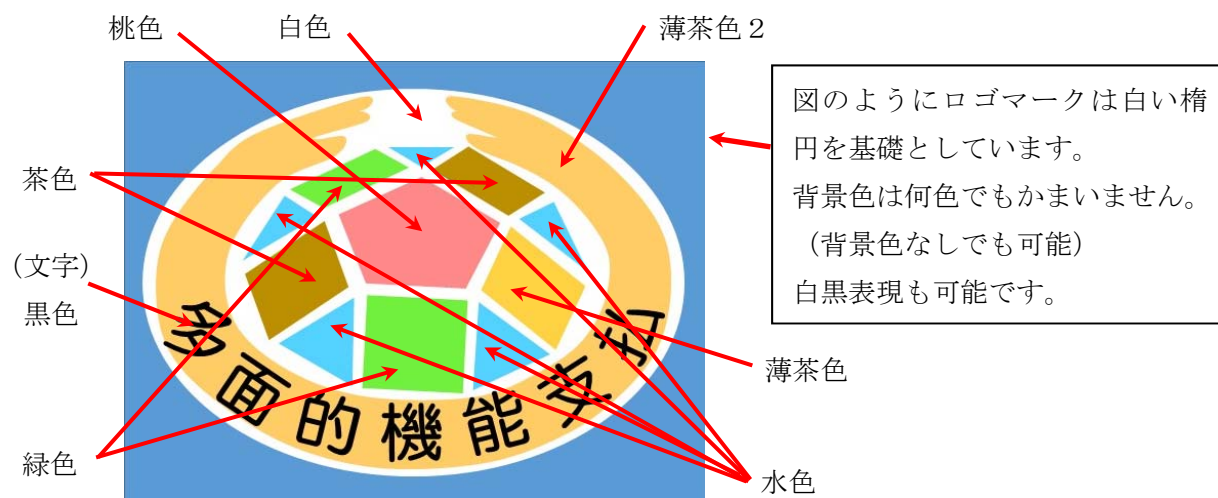 桃色
白色
薄茶色２
図のようにロゴマークは白い楕
円を基礎としています。
背景色は何色でもかまいません。
（背景色なしでも可能）
白黒表現も可能です。
茶色
（文字）
黒色
多面的機能支払
薄茶色
緑色
水色